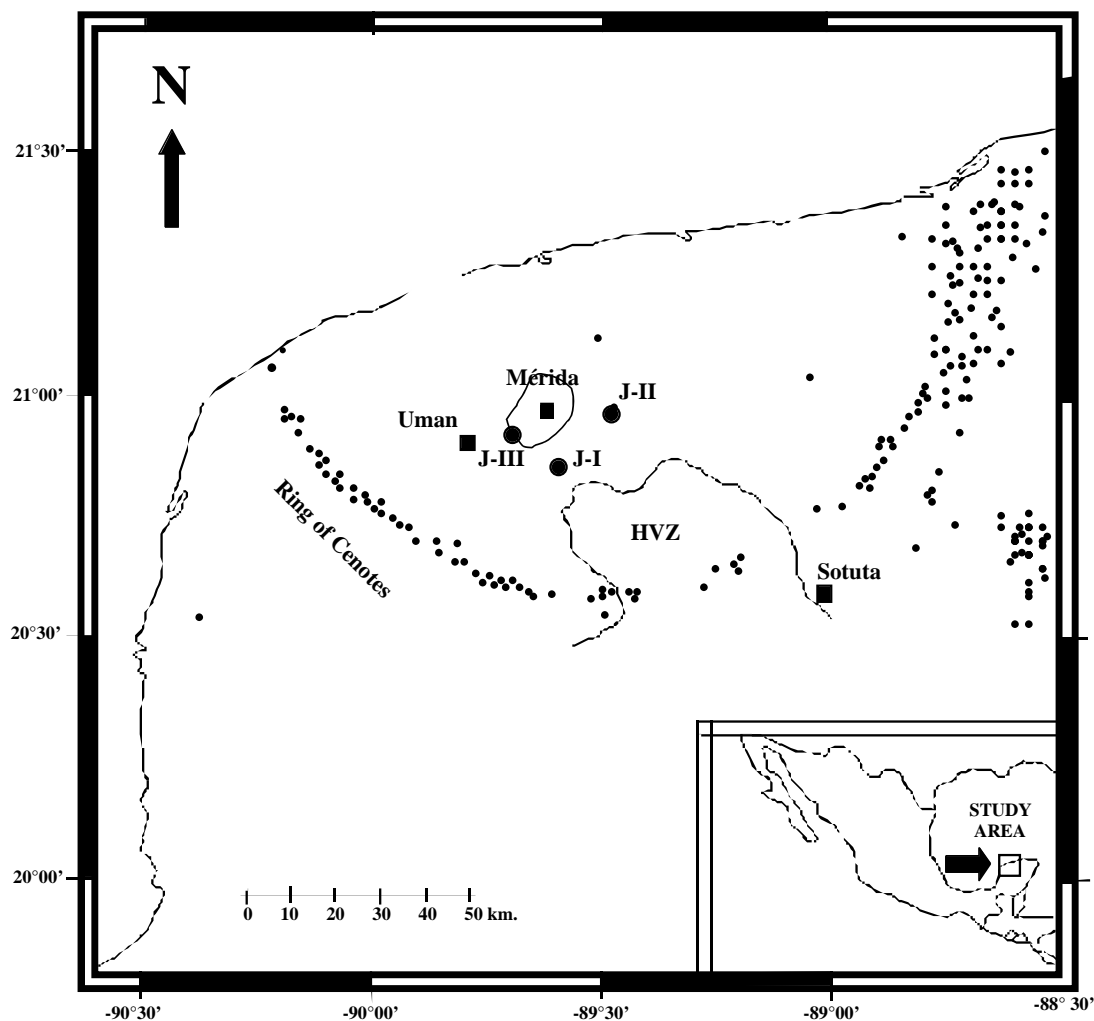 N
21°30’
21°00’
20°30’
20°00’
Mérida
J-II
Uman
J-III
J-I
Ring of Cenotes
HVZ
Sotuta
STUDY
AREA
0 10 20 30 40 50 km.
-90°30’ -90° 00’ -89°30’ -89°00’ -88° 30’